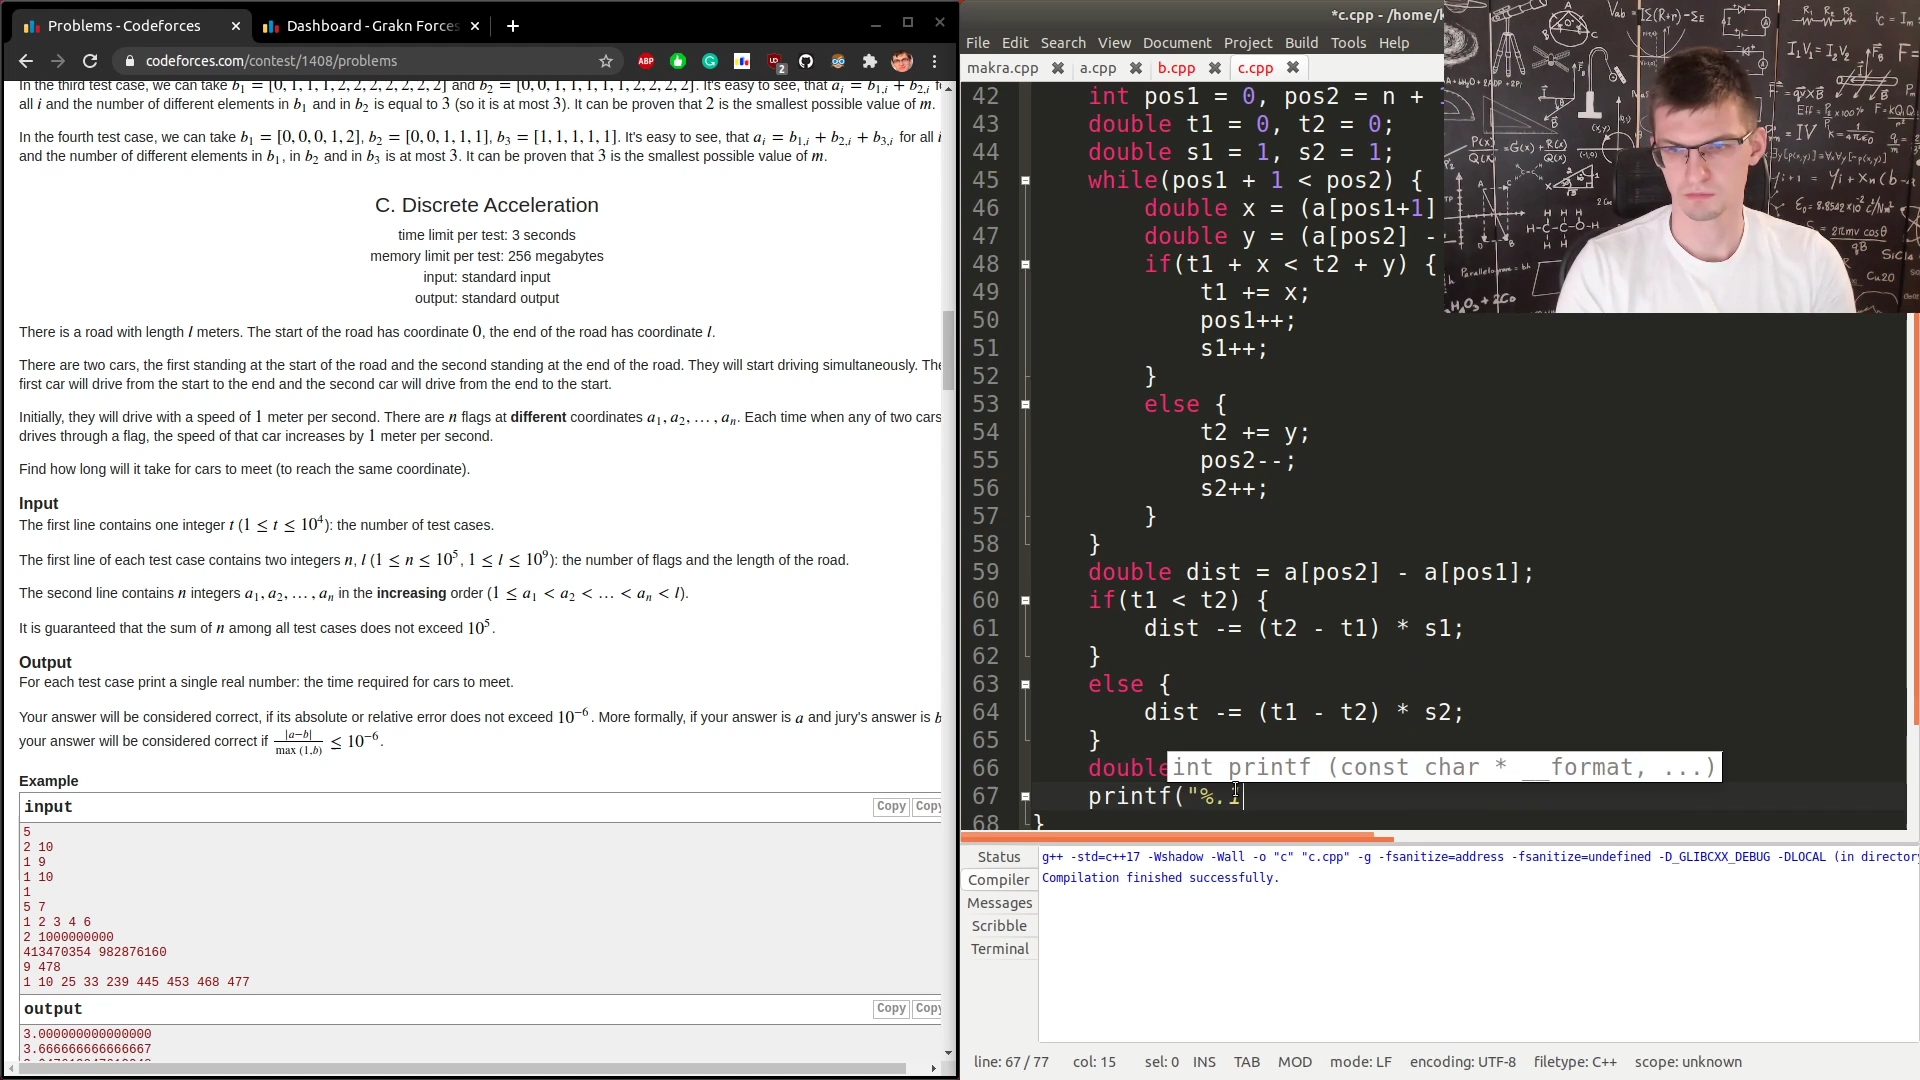 Problems - Codeforces
Dashboard - Grakn Forces
codeforces.com/contest/1408/problems
In the third test case, we can take b1 = [0, 1, 1, 1, 2, 2, 2, 2, 2, 2, 2] and b2 = [0, 0, 1, 1, 1, 1, 1, 2, 2, 2, 2]. It's easy to see, that ai = b1,i + b2,i
all i and the number of different elements in b1 and in b2 is equal to 3 (so it is at most 3). It can be proven that 2 is the smallest possible value of m.
In the fourth test case, we can take b1 = [0, 0, 0, 1, 2], b2 = [0, 0, 1, 1, 1], b3 = [1, 1, 1, 1, 1]. It's easy to see, that ai = b1,i + b2,i + b3,i for all i
and the number of different elements in b1, in b2 and in b3 is at most 3. It can be proven that 3 is the smallest possible value of m.
C. Discrete Acceleration
time limit per test: 3 seconds
memory limit per test: 256 megabytes
input: standard input
output: standard output
There is a road with length l meters. The start of the road has coordinate 0, the end of the road has coordinate l.
There are two cars, the first standing at the start of the road and the second standing at the end of the road. They will start driving simultaneously. The
first car will drive from the start to the end and the second car will drive from the end to the start.
Initially, they will drive with a speed of 1 meter per second. There are n flags at different coordinates a1, a2, …, an. Each time when any of two cars
drives through a flag, the speed of that car increases by 1 meter per second.
Find how long will it take for cars to meet (to reach the same coordinate).
Input
The first line contains one integer t (1 ≤ t ≤ 10^4): the number of test cases.
The first line of each test case contains two integers n, l (1 ≤ n ≤ 10^5, 1 ≤ l ≤ 10^9): the number of flags and the length of the road.
The second line contains n integers a1, a2, …, an in the increasing order (1 ≤ a1 < a2 < … < an < l).
It is guaranteed that the sum of n among all test cases does not exceed 10^5.
Output
For each test case print a single real number: the time required for cars to meet.
Your answer will be considered correct, if its absolute or relative error does not exceed 10^−6. More formally, if your answer is a and jury's answer is b
your answer will be considered correct if |a−b| / max (1,b) ≤ 10^−6.
Example
input
Copy Copy
5
2 10
1 9
1 10
1
5 7
1 2 3 4 6
2 1000000000
413470354 982876160
9 478
1 10 25 33 239 445 453 468 477
output
Copy Copy
3.000000000000000
3.666666666666667
*c.cpp - /home/k
File Edit Search View Document Project Build Tools Help
makra.cpp a.cpp b.cpp c.cpp
42 int pos1 = 0, pos2 = n +
43 double t1 = 0, t2 = 0;
44 double s1 = 1, s2 = 1;
45 while(pos1 + 1 < pos2) {
46 double x = (a[pos1+1]
47 double y = (a[pos2] -
48 if(t1 + x < t2 + y) {
49 t1 += x;
50 pos1++;
51 s1++;
52 }
53 else {
54 t2 += y;
55 pos2--;
56 s2++;
57 }
58 }
59 double dist = a[pos2] - a[pos1];
60 if(t1 < t2) {
61 dist -= (t2 - t1) * s1;
62 }
63 else {
64 dist -= (t1 - t2) * s2;
65 }
66 double
int printf (const char * __format, ...)
67 printf("%.1
68 }
Status
Compiler
Messages
Scribble
Terminal
g++ -std=c++17 -Wshadow -Wall -o "c" "c.cpp" -g -fsanitize=address -fsanitize=undefined -D_GLIBCXX_DEBUG -DLOCAL (in directory
Compilation finished successfully.
line: 67 / 77 col: 15 sel: 0 INS TAB MOD mode: LF encoding: UTF-8 filetype: C++ scope: unknown